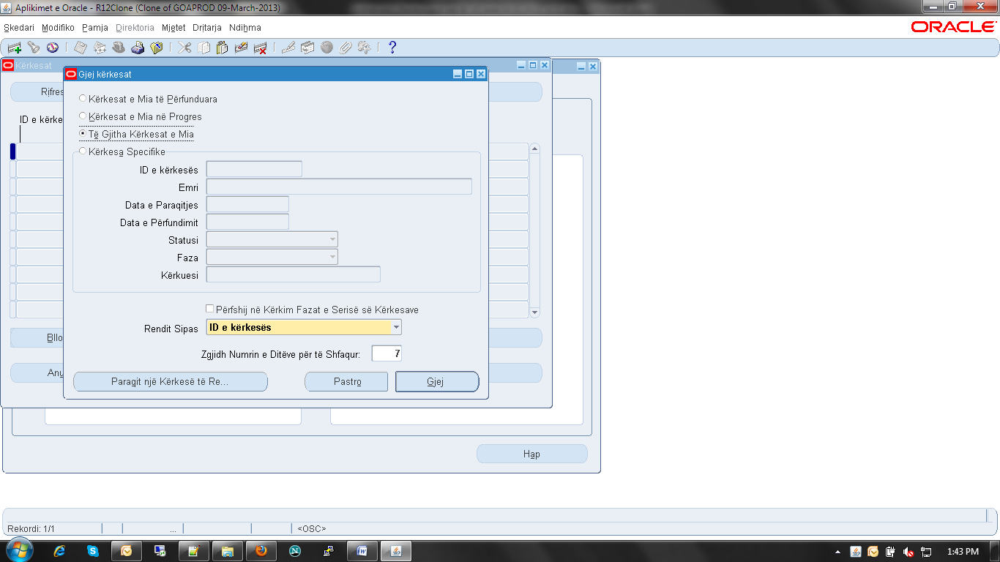 Aplikimet e Oracle - R12Clone (Clone of GOAPROD 09-March-2013)
Skedari Modifiko Pamja Direktoria Mjetet Dritarja Ndihma
ORACLE
Kërkesat
Gjej kërkesat
Rifres
Kërkesat e Mia të Përfunduara
ID e kërke
Kërkesat e Mia në Progres
Të Gjitha Kërkesat e Mia
Kërkesa Specifike
ID e kërkesës
Emri
Data e Paraqitjes
Data e Përfundimit
Statusi
Faza
Kërkuesi
Përfshij në Kërkim Fazat e Serisë së Kërkesave
Rendit Sipas ID e kërkesës
Bllo
Zgjidh Numrin e Ditëve për të Shfaqur: 7
Anu
Paraqit një Kërkesë të Re... Pastro Gjej
Hap
Rekordi: 1/1 ... <OSC>
1:43 PM